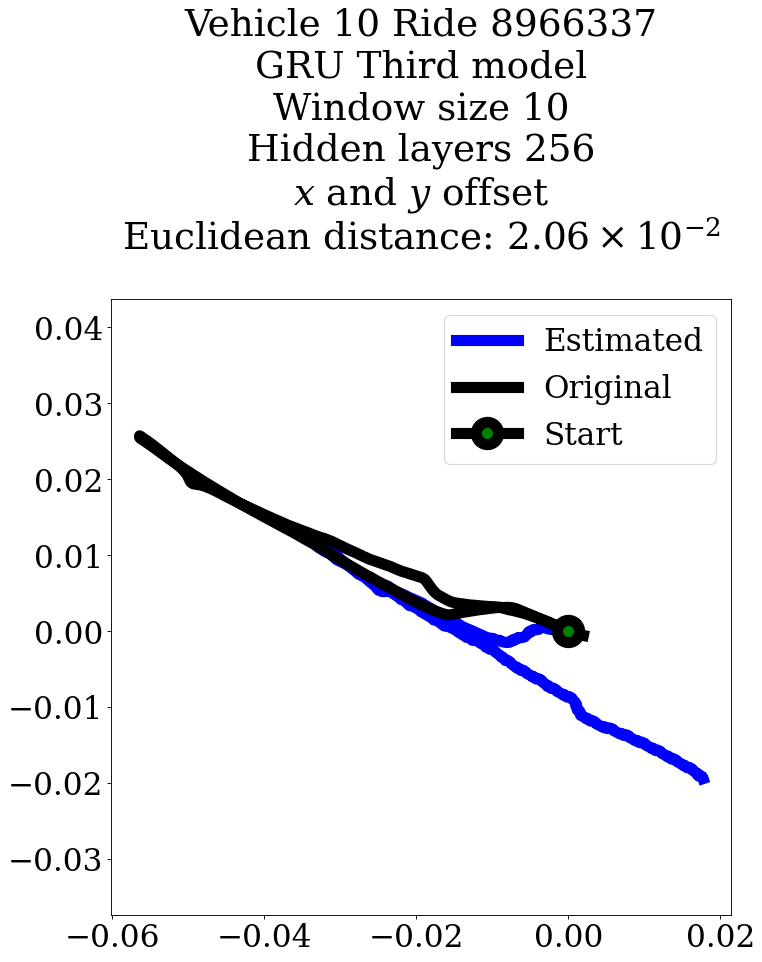 Vehicle 10 Ride 8966337
GRU Third model
Window size 10
Hidden layers 256
x and y offset
Euclidean distance: 2.06 × 10⁻²
Estimated
Original
Start
0.04
0.03
0.02
0.01
0.00
−0.01
−0.02
−0.03
−0.06 −0.04 −0.02 0.00 0.02